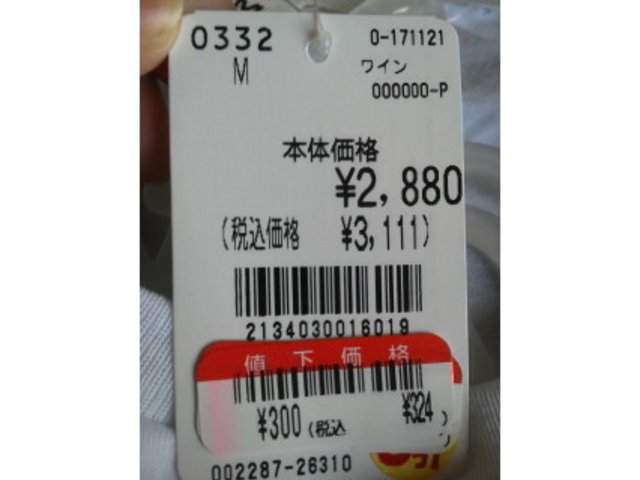 0332
0-171121
M
ワイン
000000-P
本体価格
¥2,880
(税込価格 ¥3,111)
2134030016019
値下価格
¥300 (税込 ¥324)
引
002287-26310